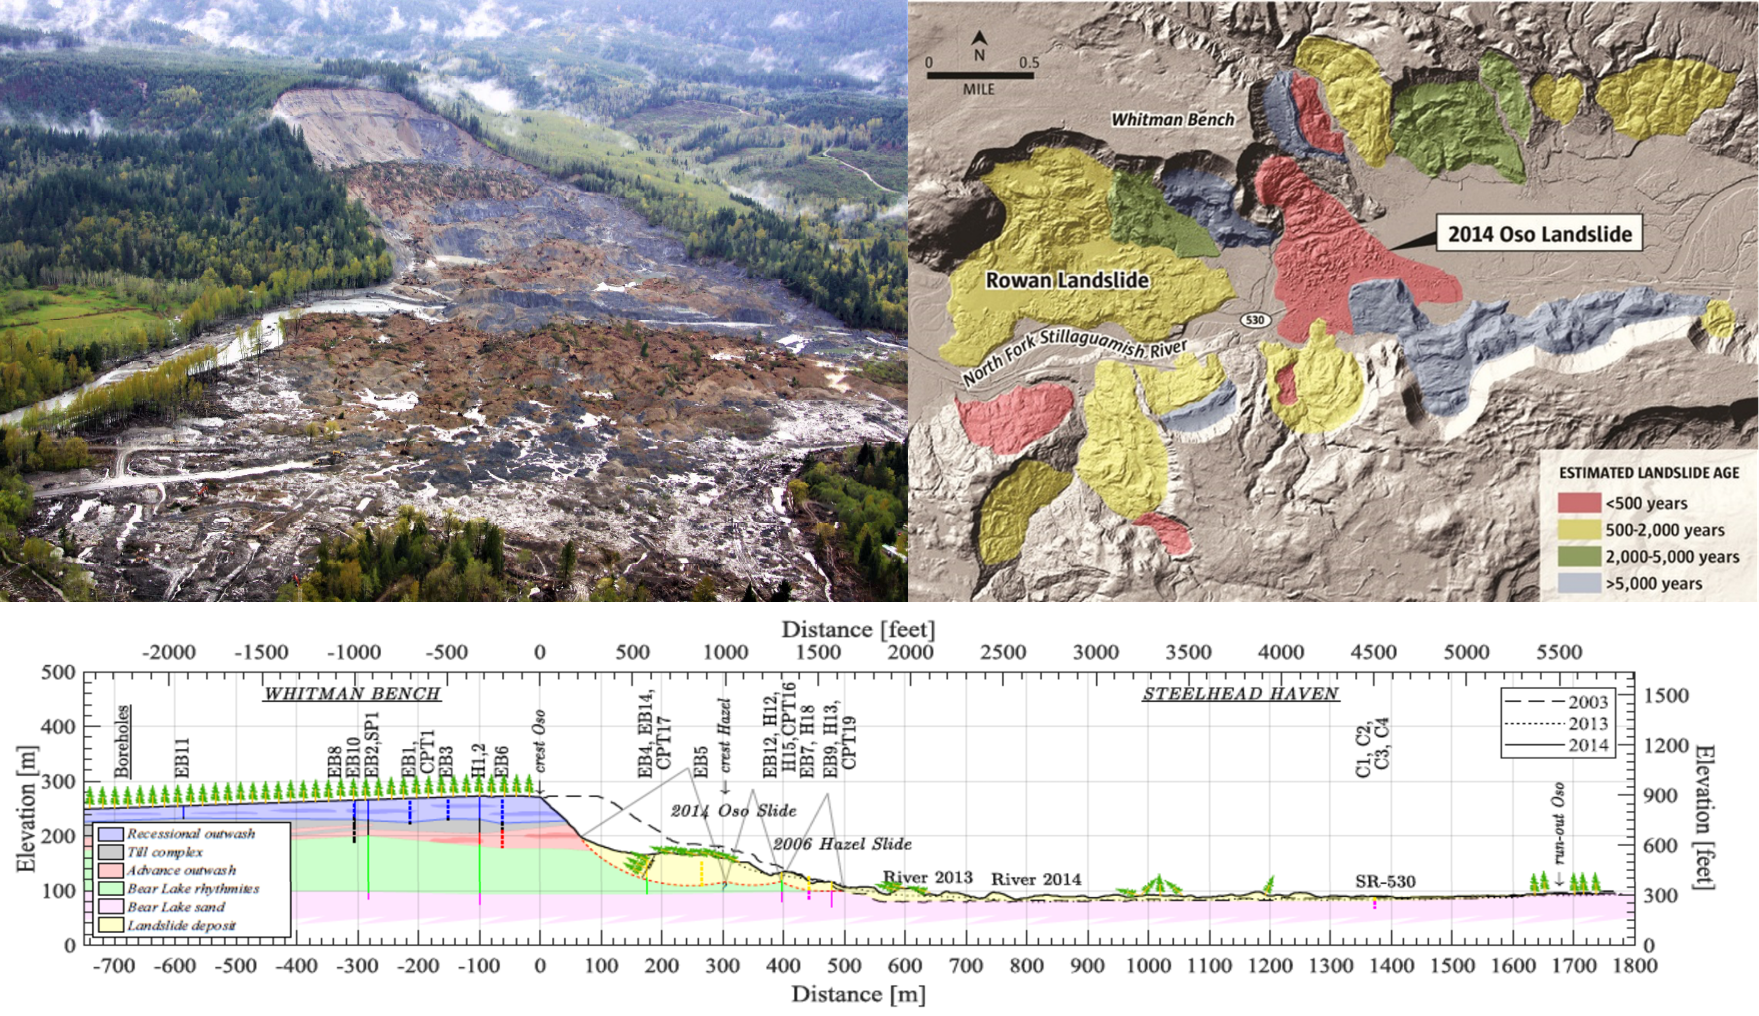 N
0 0.5
MILE
Whitman Bench
2014 Oso Landslide
Rowan Landslide
530
North Fork Stillaguamish River
ESTIMATED LANDSLIDE AGE
<500 years
500-2,000 years
2,000-5,000 years
>5,000 years
Distance [feet]
-2000 -1500 -1000 -500 0 500 1000 1500 2000 2500 3000 3500 4000 4500 5000 5500
500
400
300
200
100
0
Elevation [m]
WHITMAN BENCH
STEELHEAD HAVEN
2003
2013
2014
1500
1200
900
600
300
0
Elevation [feet]
Boreholes
EB11
EB8
EB10
EB2,SP1
EB1,
CPT1
EB3
H1,2
EB6
crest Oso
EB4, EB14,
CPT17
EB5
crest Hazel
EB12, H12,
H15,CPT16
EB7, H18
EB9, H13,
CPT19
C1, C2,
C3, C4
run-out Oso
2014 Oso Slide
2006 Hazel Slide
River 2013
River 2014
SR-530
Recessional outwash
Till complex
Advance outwash
Bear Lake rhythmites
Bear Lake sand
Landslide deposit
-700 -600 -500 -400 -300 -200 -100 0 100 200 300 400 500 600 700 800 900 1000 1100 1200 1300 1400 1500 1600 1700 1800
Distance [m]